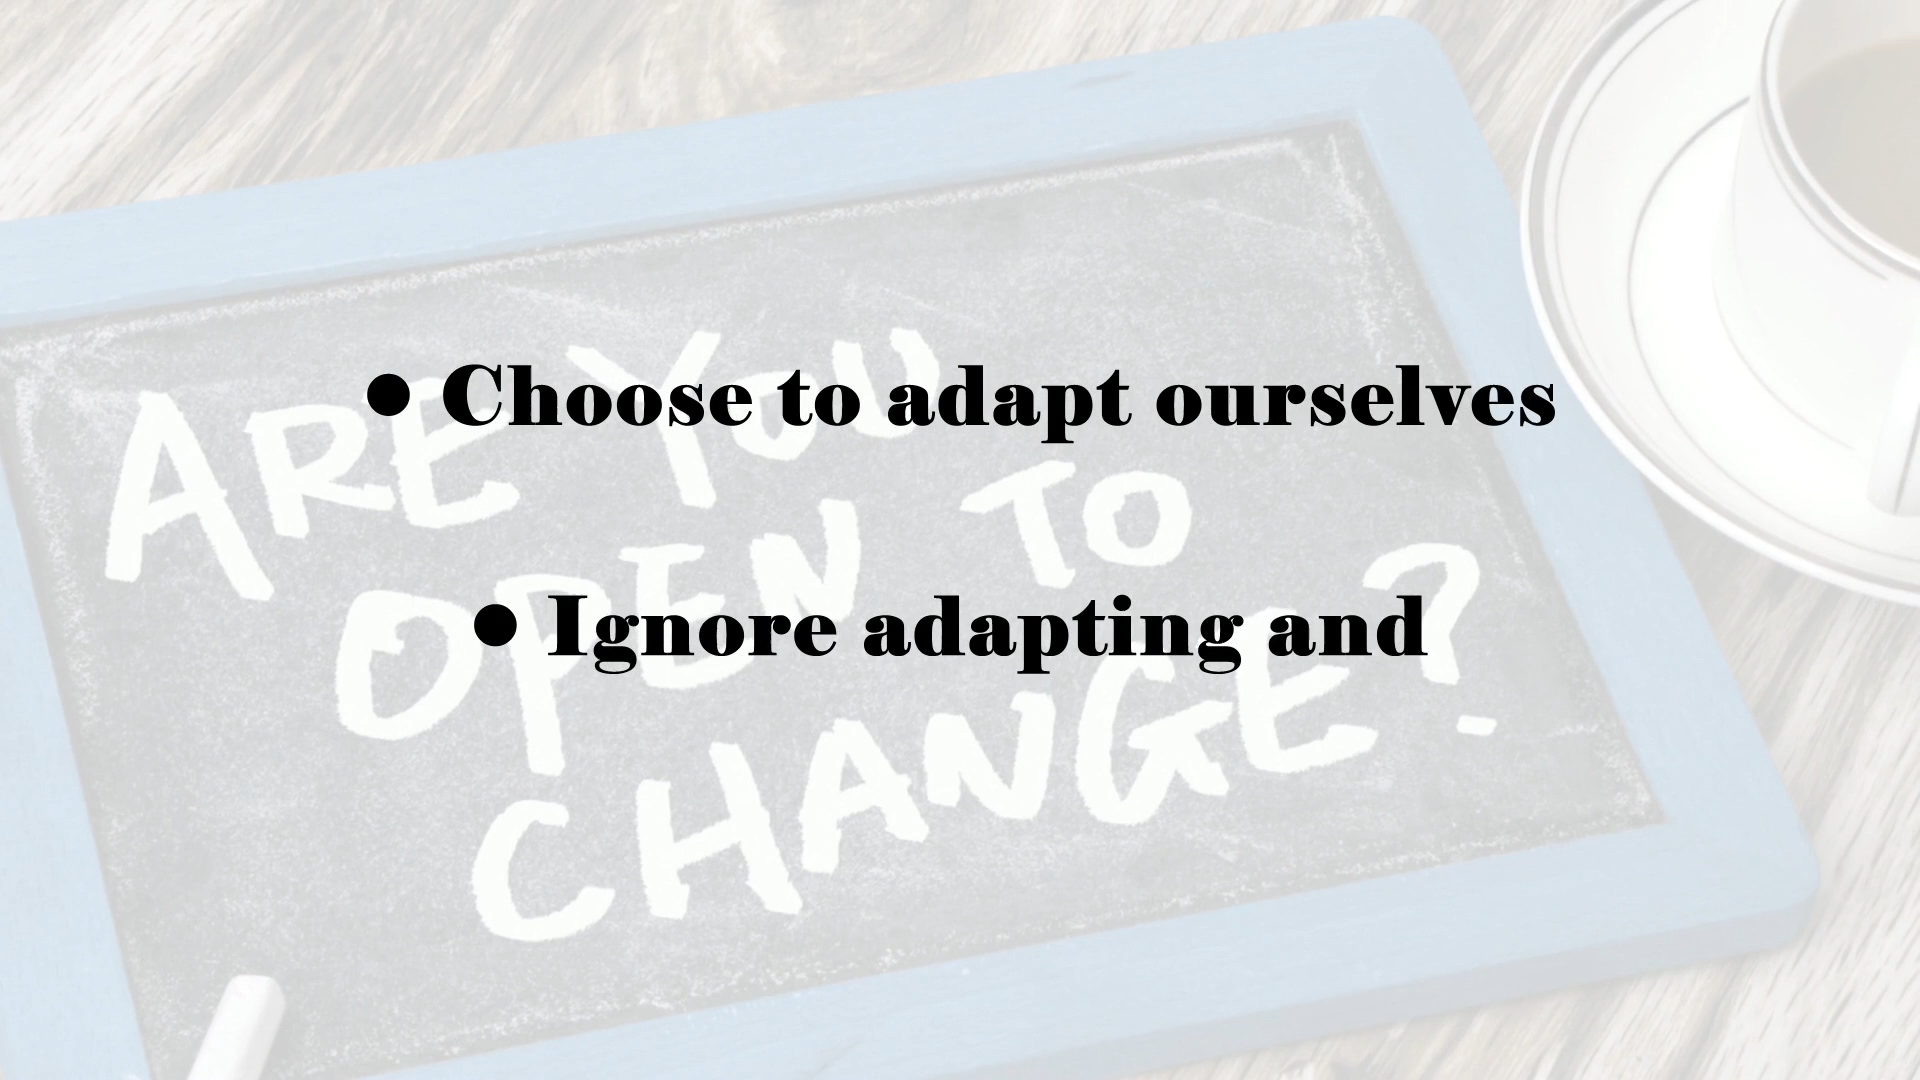 • Choose to adapt ourselves
• Ignore adapting and
ARE YOU
OPEN TO
CHANGE?